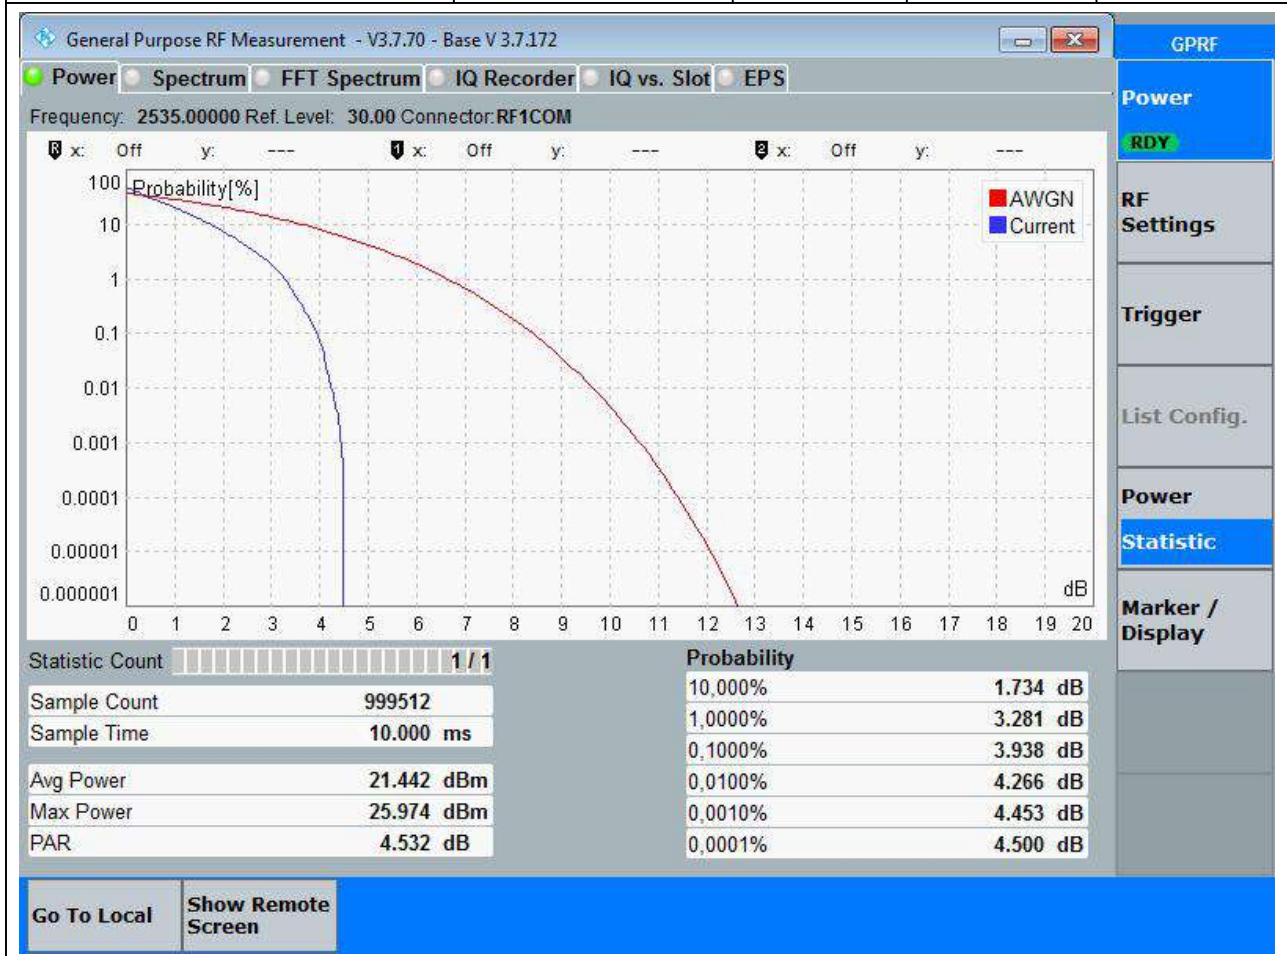 General Purpose RF Measurement - V3.7.70 - Base V 3.7.172
GPRF
Power Spectrum FFT Spectrum IQ Recorder IQ vs. Slot EPS
Frequency: 2535.00000 Ref. Level: 30.00 Connector:RF1COM
R x: Off y: --- 1 x: Off y: --- 2 x: Off y: ---
Probability[%]
AWGN
Current
100
10
1
0.1
0.01
0.001
0.0001
0.00001
0.000001
dB
0 1 2 3 4 5 6 7 8 9 10 11 12 13 14 15 16 17 18 19 20
Statistic Count 1 / 1
Sample Count 999512
Sample Time 10.000 ms
Avg Power 21.442 dBm
Max Power 25.974 dBm
PAR 4.532 dB
Probability
10,000% 1.734 dB
1,0000% 3.281 dB
0,1000% 3.938 dB
0,0100% 4.266 dB
0,0010% 4.453 dB
0,0001% 4.500 dB
Power
RDY
RF
Settings
Trigger
List Config.
Power
Statistic
Marker /
Display
Go To Local
Show Remote
Screen